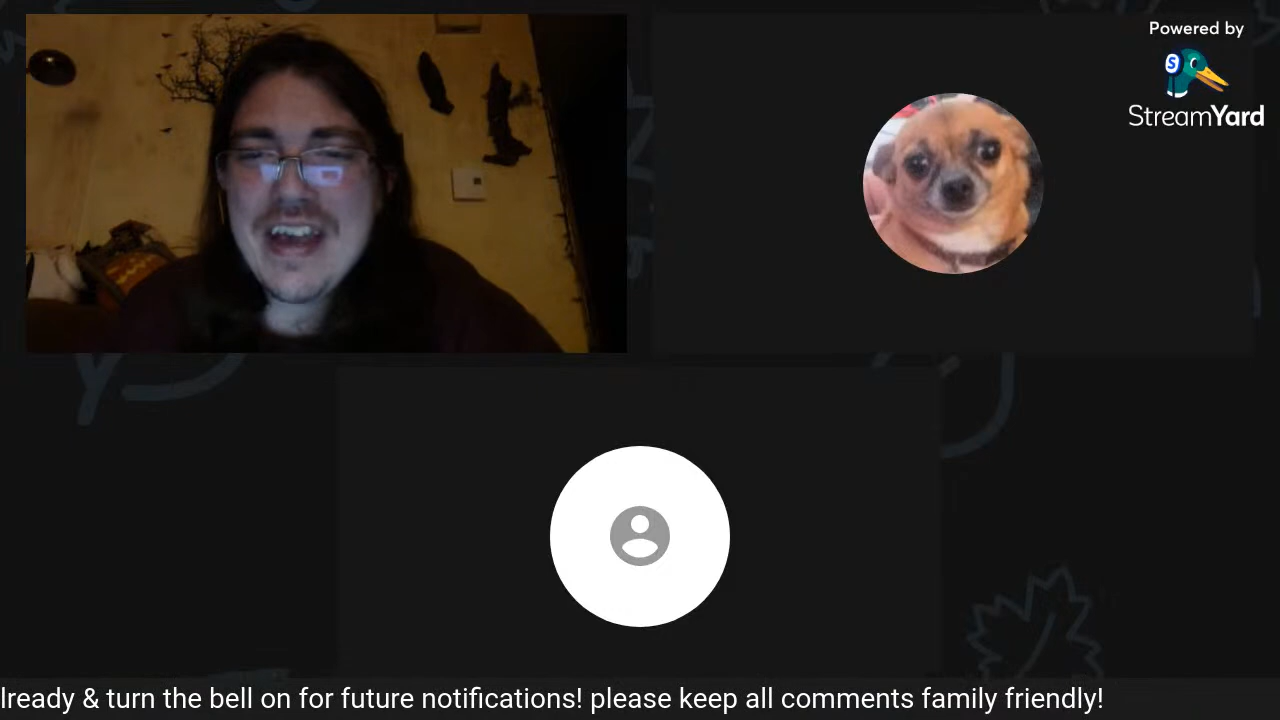 Powered by
StreamYard
lready & turn the bell on for future notifications! please keep all comments family friendly!